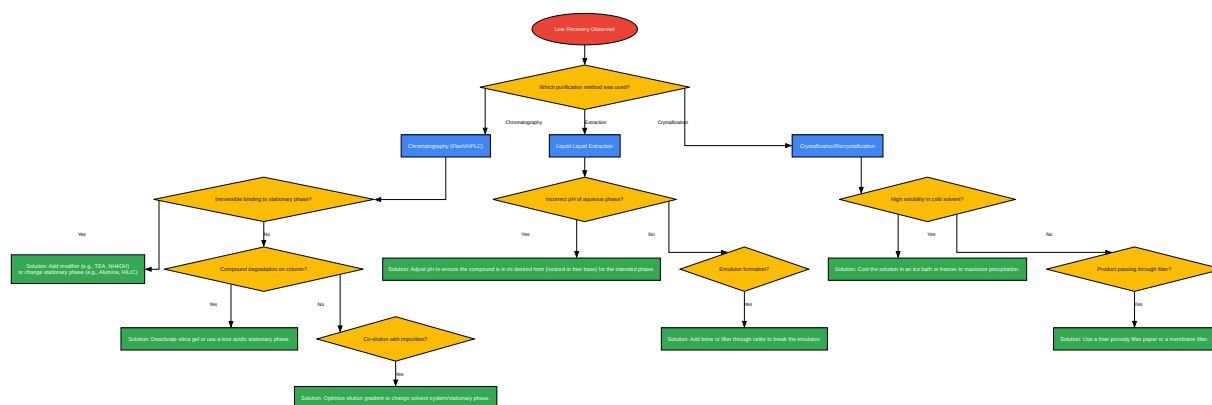 Low Recovery Observed
Which purification method was used?
Chromatography
Extraction
Crystallization
Chromatography (Flash/HPLC)
Liquid-Liquid Extraction
Crystallization/Recrystallization
Irreversible binding to stationary phase?
Incorrect pH of aqueous phase?
High solubility in cold solvent?
Yes
No
Yes
No
Yes
No
Solution: Add modifier (e.g., TEA, NH4OH)
or change stationary phase (e.g., Alumina, HILIC)
Compound degradation on column?
Solution: Adjust pH to ensure the compound is in its desired form (ionized or free base) for the intended phase.
Emulsion formation?
Solution: Cool the solution in an ice bath or freezer to maximize precipitation.
Product passing through filter?
Yes
No
Yes
Yes
Solution: Deactivate silica gel or use a less acidic stationary phase.
Co-elution with impurities?
Solution: Add brine or filter through celite to break the emulsion.
Solution: Use a finer porosity filter paper or a membrane filter.
Yes
Solution: Optimize elution gradient or change solvent system/stationary phase.